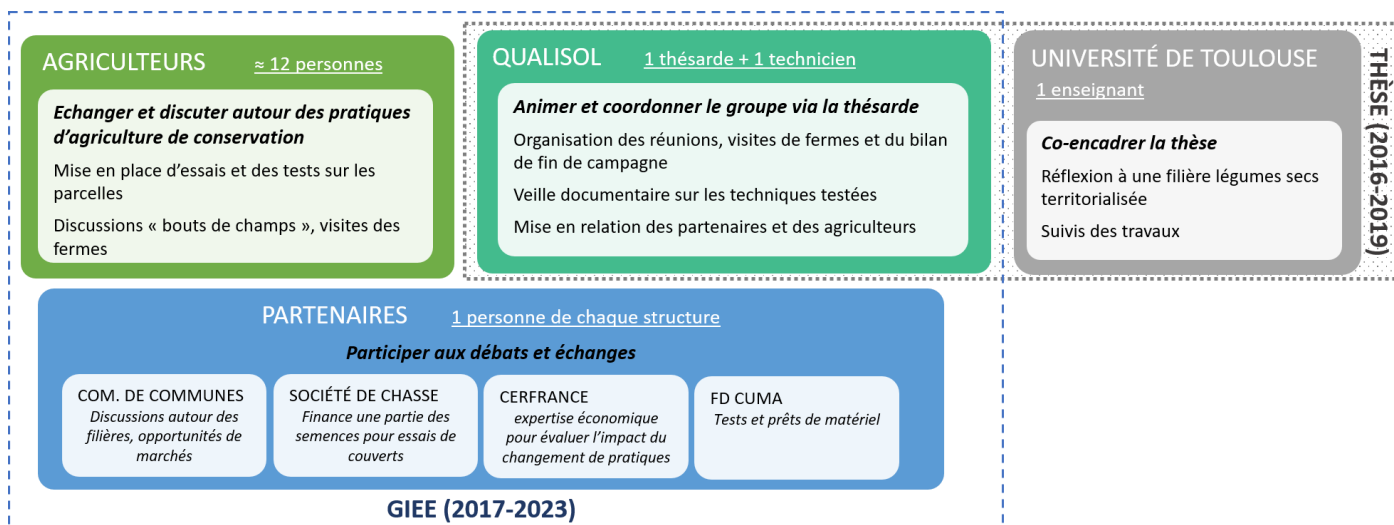 AGRICULTEURS ≈ 12 personnes
Echanger et discuter autour des pratiques
d’agriculture de conservation
Mise en place d’essais et des tests sur les
parcelles
Discussions « bouts de champs », visites des
fermes
QUALISOL 1 thésarde + 1 technicien
Animer et coordonner le groupe via la thésarde
Organisation des réunions, visites de fermes et du bilan
de fin de campagne
Veille documentaire sur les techniques testées
Mise en relation des partenaires et des agriculteurs
UNIVERSITÉ DE TOULOUSE
1 enseignant
Co-encadrer la thèse
Réflexion à une filière légumes secs
territorialisée
Suivis des travaux
THÈSE (2016-2019)
PARTENAIRES 1 personne de chaque structure
Participer aux débats et échanges
COM. DE COMMUNES
Discussions autour des
filières, opportunités de
marchés
SOCIÉTÉ DE CHASSE
Finance une partie des
semences pour essais de
couverts
CERFRANCE
expertise économique
pour évaluer l’impact du
changement de pratiques
FD CUMA
Tests et prêts de matériel
GIEE (2017-2023)